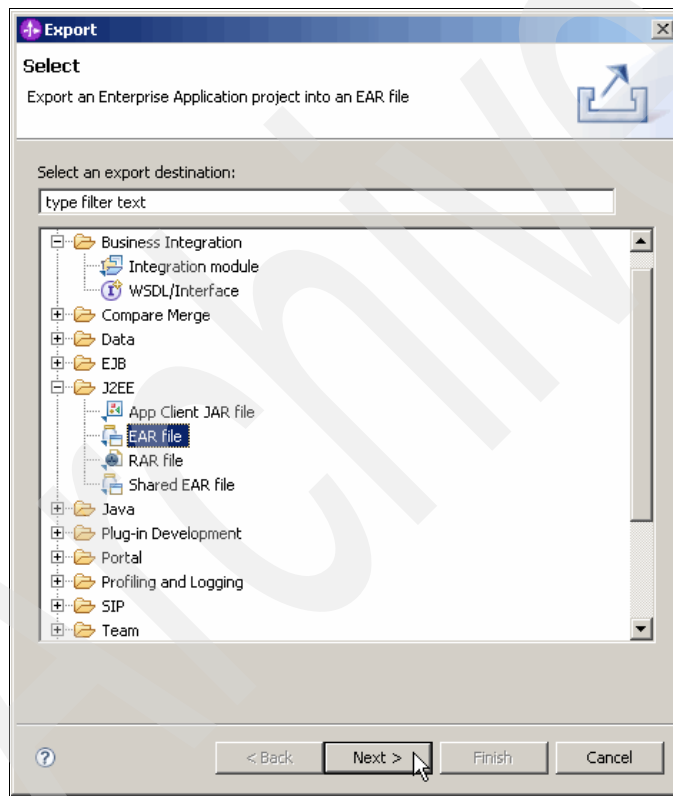 Export
Select
Export an Enterprise Application project into an EAR file
Select an export destination:
type filter text
Business Integration
Integration module
WSDL/Interface
Compare Merge
Data
EJB
J2EE
App Client JAR file
EAR file
RAR file
Shared EAR file
Java
Plug-in Development
Portal
Profiling and Logging
SIP
Team
< Back Next > Finish Cancel